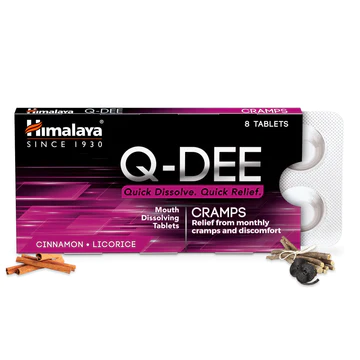 Himalaya Q-DEE CRAMPS
Himalaya
SINCE 1930
8 TABLETS
Q-DEE
Quick Dissolve, Quick Relief.
Mouth
Dissolving
Tablets
CRAMPS
Relief from monthly
cramps and discomfort
CINNAMON • LICORICE